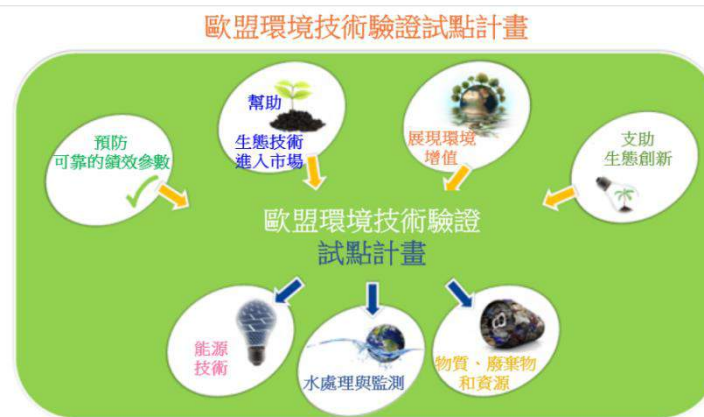 歐盟環境技術驗證試點計畫
預防
可靠的績效參數
幫助
生態技術
進入市場
展現環境
增值
支助
生態創新
歐盟環境技術驗證
試點計畫
能源
技術
水處理與監測
物質、廢棄物
和資源